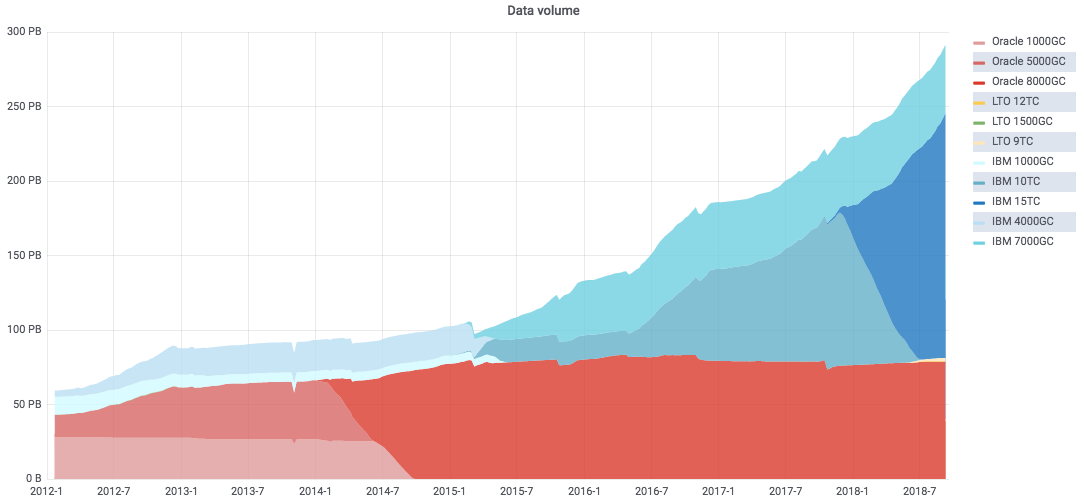 Data volume
300 PB
250 PB
200 PB
150 PB
100 PB
50 PB
0 B
2012-1 2012-7 2013-1 2013-7 2014-1 2014-7 2015-1 2015-7 2016-1 2016-7 2017-1 2017-7 2018-1 2018-7
Oracle 1000GC
Oracle 5000GC
Oracle 8000GC
LTO 12TC
LTO 1500GC
LTO 9TC
IBM 1000GC
IBM 10TC
IBM 15TC
IBM 4000GC
IBM 7000GC